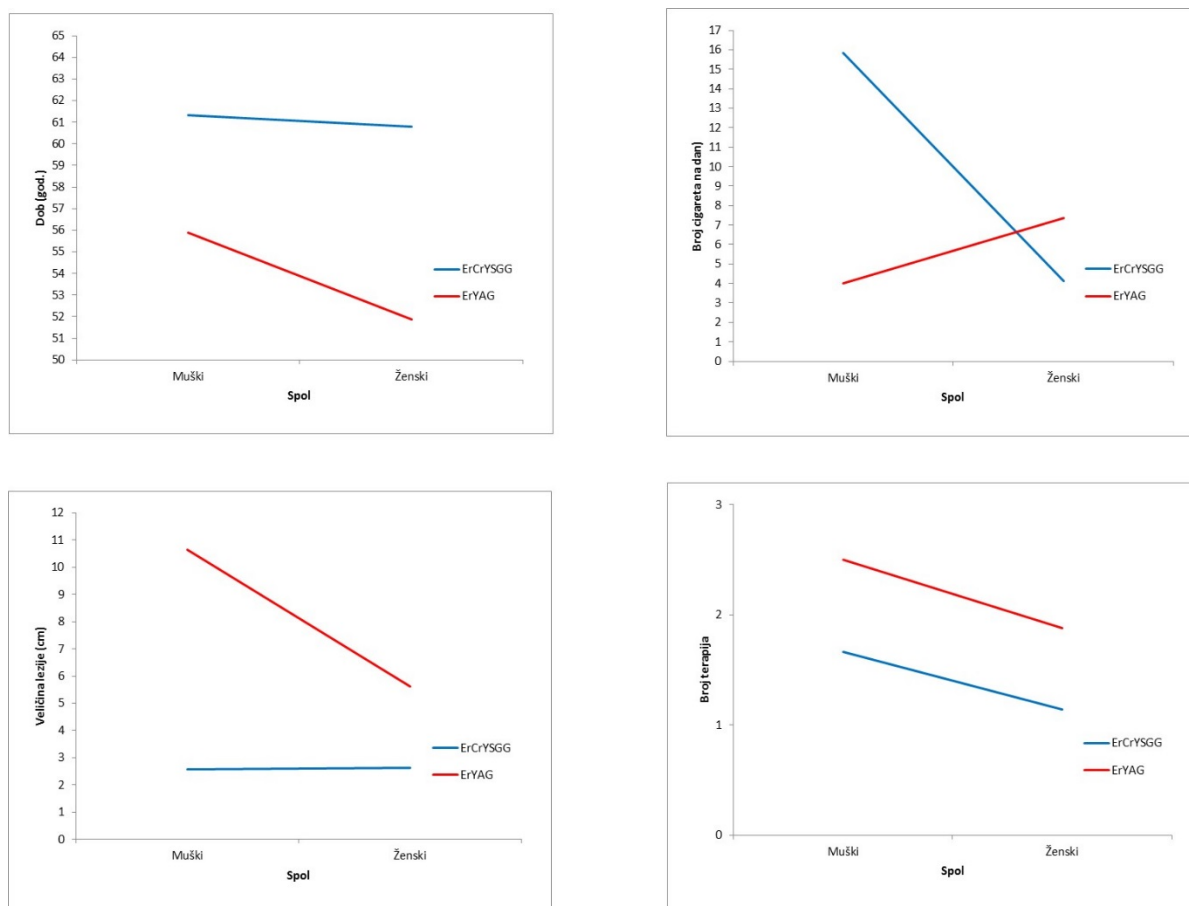 65
64
63
62
61
60
59
58
57
56
55
54
53
52
51
50
Dob (god.)
ErCrYSGG
ErYAG
Muški Ženski
Spol
17
16
15
14
13
12
11
10
9
8
7
6
5
4
3
2
1
0
Broj cigareta na dan)
ErCrYSGG
ErYAG
Muški Ženski
Spol
12
11
10
9
8
7
6
5
4
3
2
1
0
Veličina lezije (cm)
ErCrYSGG
ErYAG
Muški Ženski
Spol
3
2
1
0
Broj terapija
ErCrYSGG
ErYAG
Muški Ženski
Spol